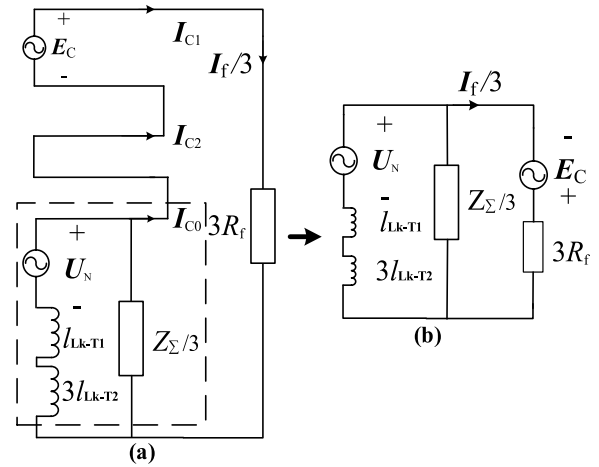 +
E_C
-
I_C1
I_f/3
I_C2
I_C0
+
U_N
-
l_Lk-T1
3l_Lk-T2
Z_Σ/3
3R_f
(a)
I_f/3
+
U_N
-
l_Lk-T1
3l_Lk-T2
Z_Σ/3
-
E_C
+
3R_f
(b)